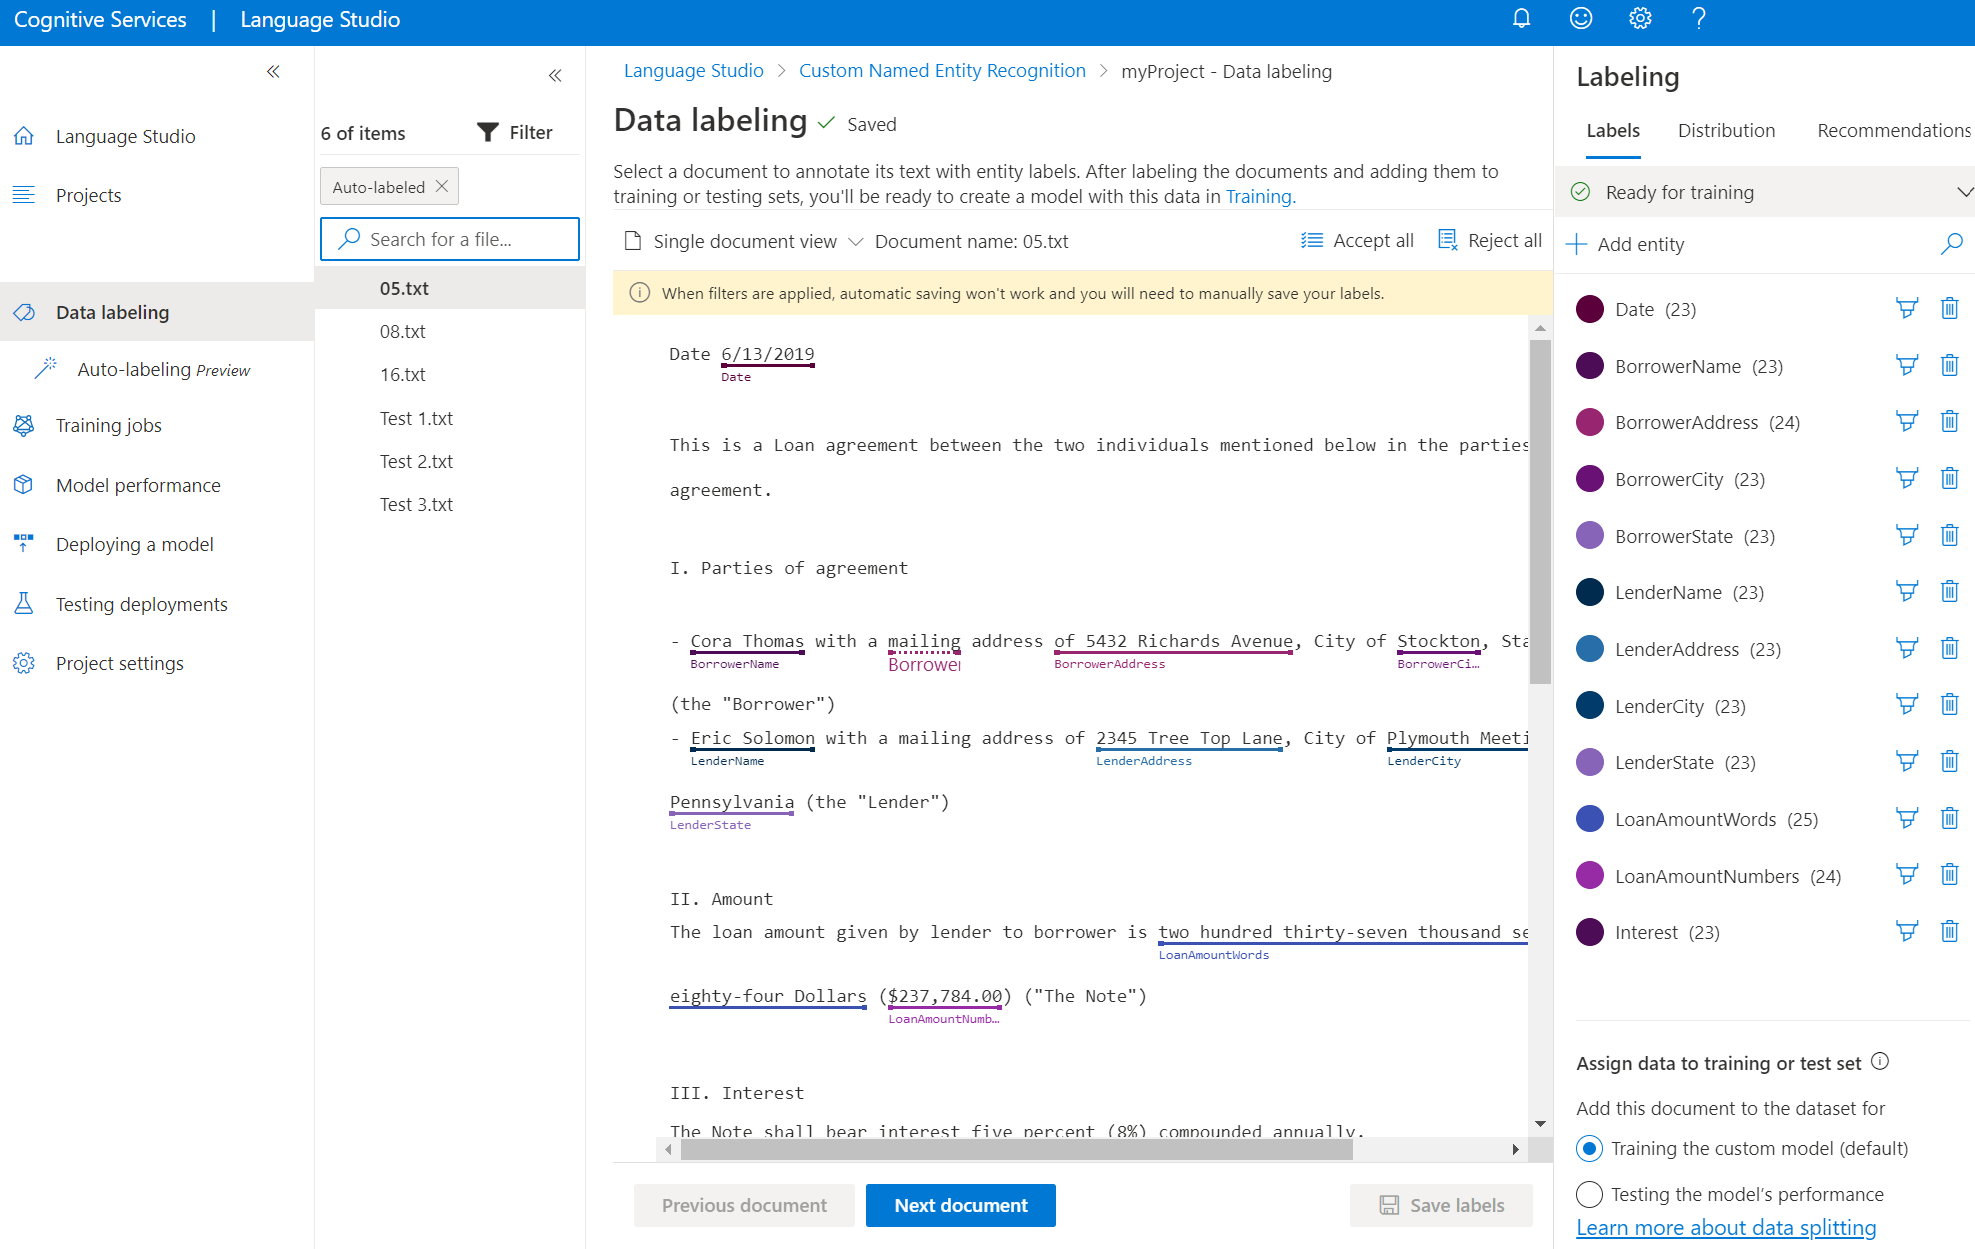 Cognitive Services | Language Studio
Language Studio
Projects
Data labeling
Auto-labeling Preview
Training jobs
Model performance
Deploying a model
Testing deployments
Project settings
6 of items
Filter
Auto-labeled
Search for a file...
05.txt
08.txt
16.txt
Test 1.txt
Test 2.txt
Test 3.txt
Language Studio > Custom Named Entity Recognition > myProject - Data labeling
Data labeling
Saved
Select a document to annotate its text with entity labels. After labeling the documents and adding them to
training or testing sets, you'll be ready to create a model with this data in Training.
Single document view
Document name: 05.txt
Accept all
Reject all
When filters are applied, automatic saving won't work and you will need to manually save your labels.
Date 6/13/2019
Date
This is a Loan agreement between the two individuals mentioned below in the parties
agreement.
I. Parties of agreement
- Cora Thomas with a mailing address of 5432 Richards Avenue, City of Stockton, Sta
BorrowerName Borrower BorrowerAddress BorrowerCi...
(the "Borrower")
- Eric Solomon with a mailing address of 2345 Tree Top Lane, City of Plymouth Meeti
LenderName LenderAddress LenderCity
Pennsylvania (the "Lender")
LenderState
II. Amount
The loan amount given by lender to borrower is two hundred thirty-seven thousand se
LoanAmountWords
eighty-four Dollars ($237,784.00) ("The Note")
LoanAmountNumb...
III. Interest
The Note shall bear interest five percent (8%) compounded annually.
Previous document
Next document
Save labels
Labeling
Labels
Distribution
Recommendations
Ready for training
Add entity
Date (23)
BorrowerName (23)
BorrowerAddress (24)
BorrowerCity (23)
BorrowerState (23)
LenderName (23)
LenderAddress (23)
LenderCity (23)
LenderState (23)
LoanAmountWords (25)
LoanAmountNumbers (24)
Interest (23)
Assign data to training or test set
Add this document to the dataset for
Training the custom model (default)
Testing the model's performance
Learn more about data splitting